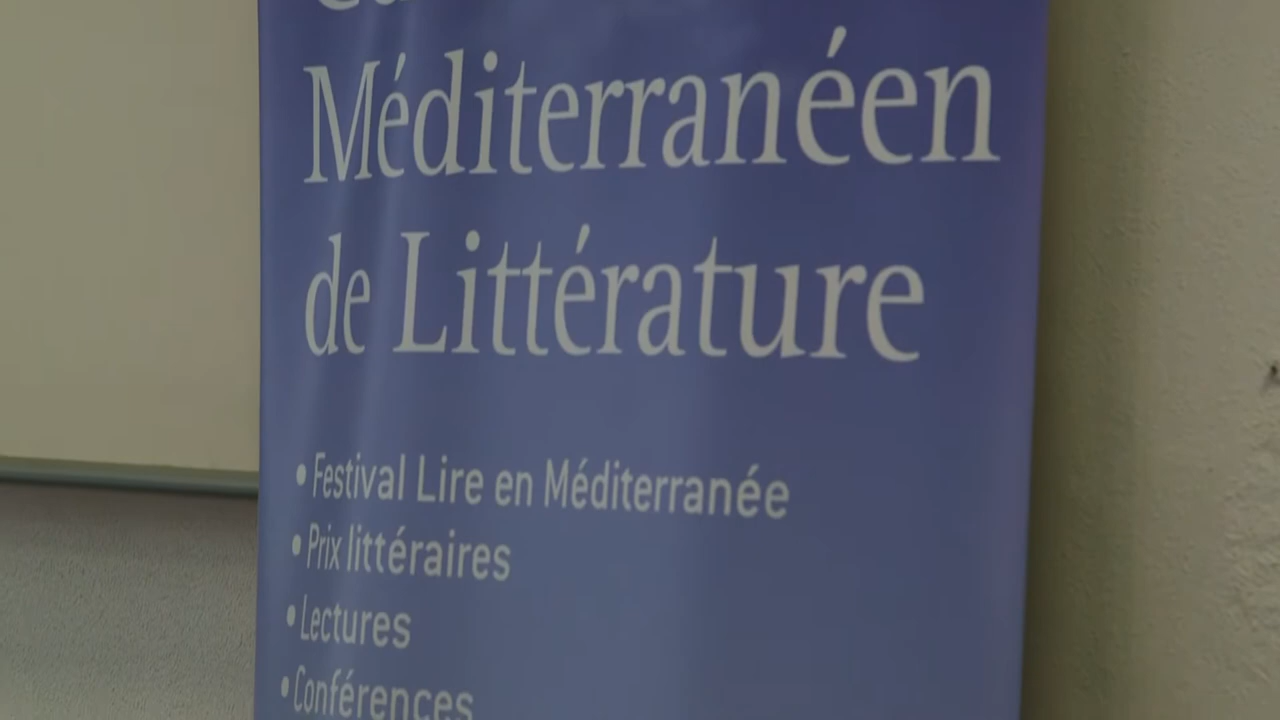 Méditerranéen
de Littérature
• Festival Lire en Méditerranée
• Prix littéraires
• Lectures
• Conférences